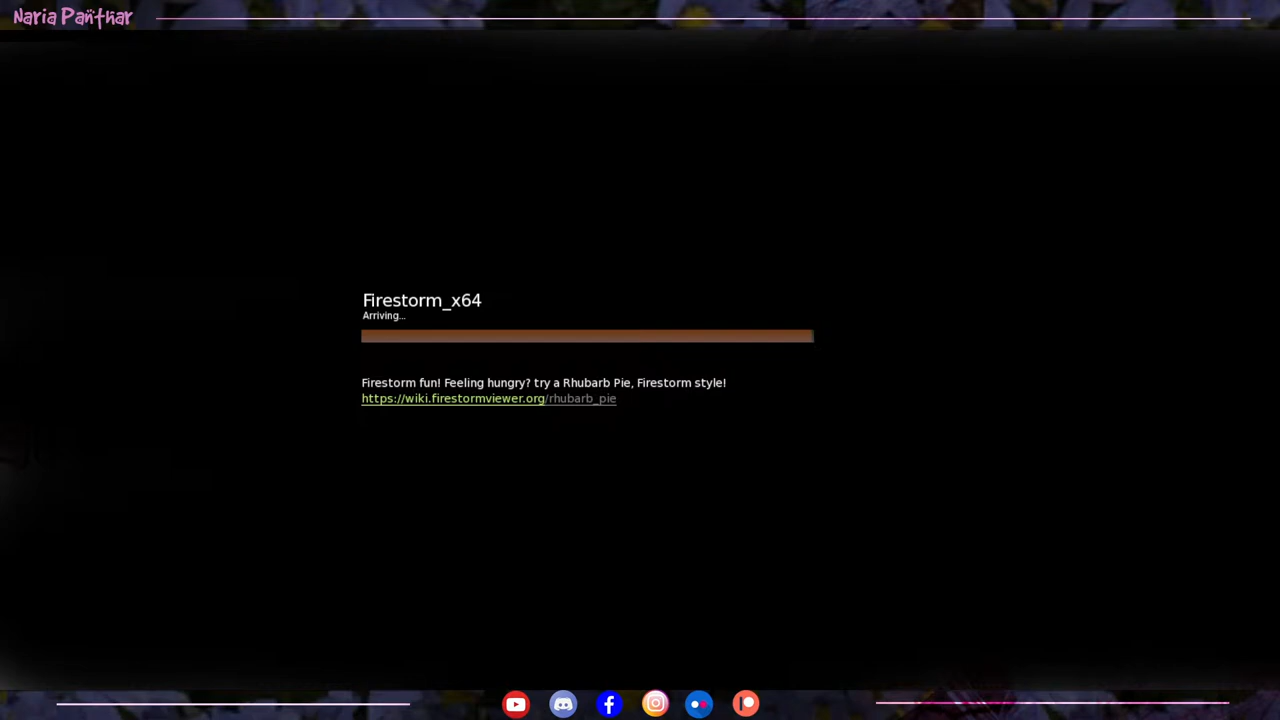 Naria Panthar
Firestorm_x64
Arriving...
Firestorm fun! Feeling hungry? try a Rhubarb Pie, Firestorm style!
https://wiki.firestormviewer.org/rhubarb_pie